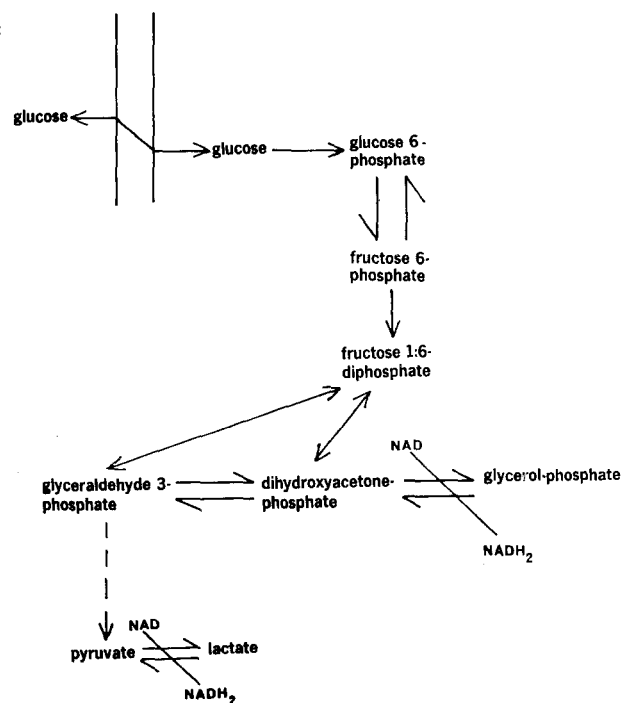 glucose
glucose
glucose 6-
phosphate
fructose 6-
phosphate
fructose 1:6-
diphosphate
glyceraldehyde 3-
phosphate
dihydroxyacetone-
phosphate
NAD
glycerol-phosphate
NADH₂
pyruvate
NAD
lactate
NADH₂